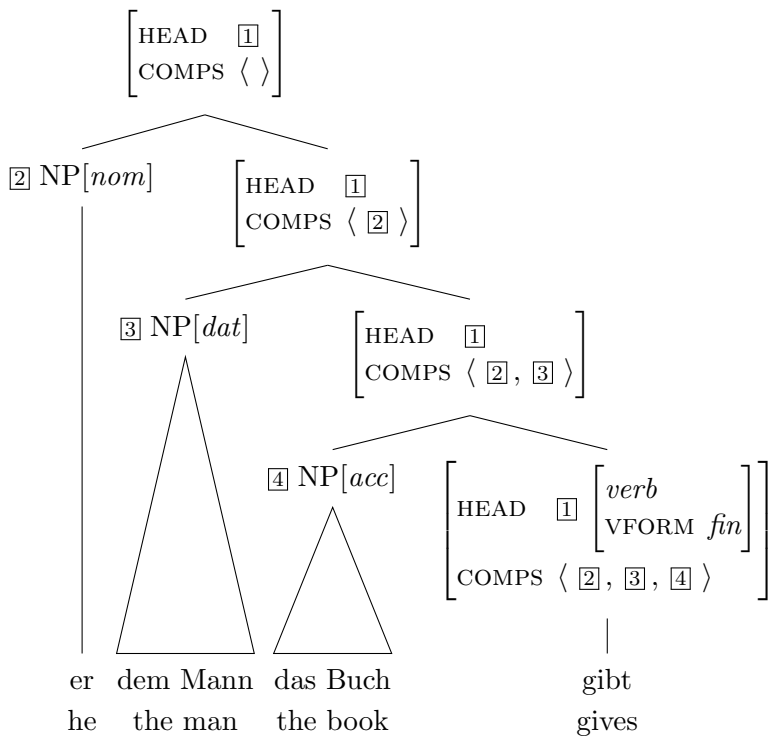 HEAD 1
COMPS ⟨ ⟩
2 NP[nom]
HEAD 1
COMPS ⟨ 2 ⟩
3 NP[dat]
HEAD 1
COMPS ⟨ 2 , 3 ⟩
4 NP[acc]
HEAD 1 [verb
VFORM fin]
COMPS ⟨ 2 , 3 , 4 ⟩
er dem Mann das Buch gibt
he the man the book gives